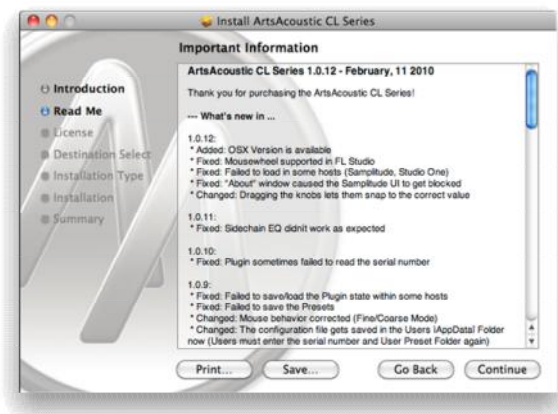 Install ArtsAcoustic CL Series
Important Information
Introduction
Read Me
License
Destination Select
Installation Type
Installation
Summary
ArtsAcoustic CL Series 1.0.12 - February, 11 2010
Thank you for purchasing the ArtsAcoustic CL Series!
--- What's new in ...
1.0.12:
* Added: OSX Version is available
* Fixed: Mousewheel supported in FL Studio
* Fixed: Failed to load in some hosts (Samplitude, Studio One)
* Fixed: "About" window caused the Samplitude UI to get blocked
* Changed: Dragging the knobs lets them snap to the correct value
1.0.11:
* Fixed: Sidechain EQ didnit work as expected
1.0.10:
* Fixed: Plugin sometimes failed to read the serial number
1.0.9:
* Fixed: Failed to save/load the Plugin state within some hosts
* Fixed: Failed to save the Presets
* Changed: Mouse behavior corrected (Fine/Coarse Mode)
* Changed: The configuration file gets saved in the Users ìAppDataî Folder
now (Users must enter the serial number and User Preset Folder again)
Print...
Save...
Go Back
Continue